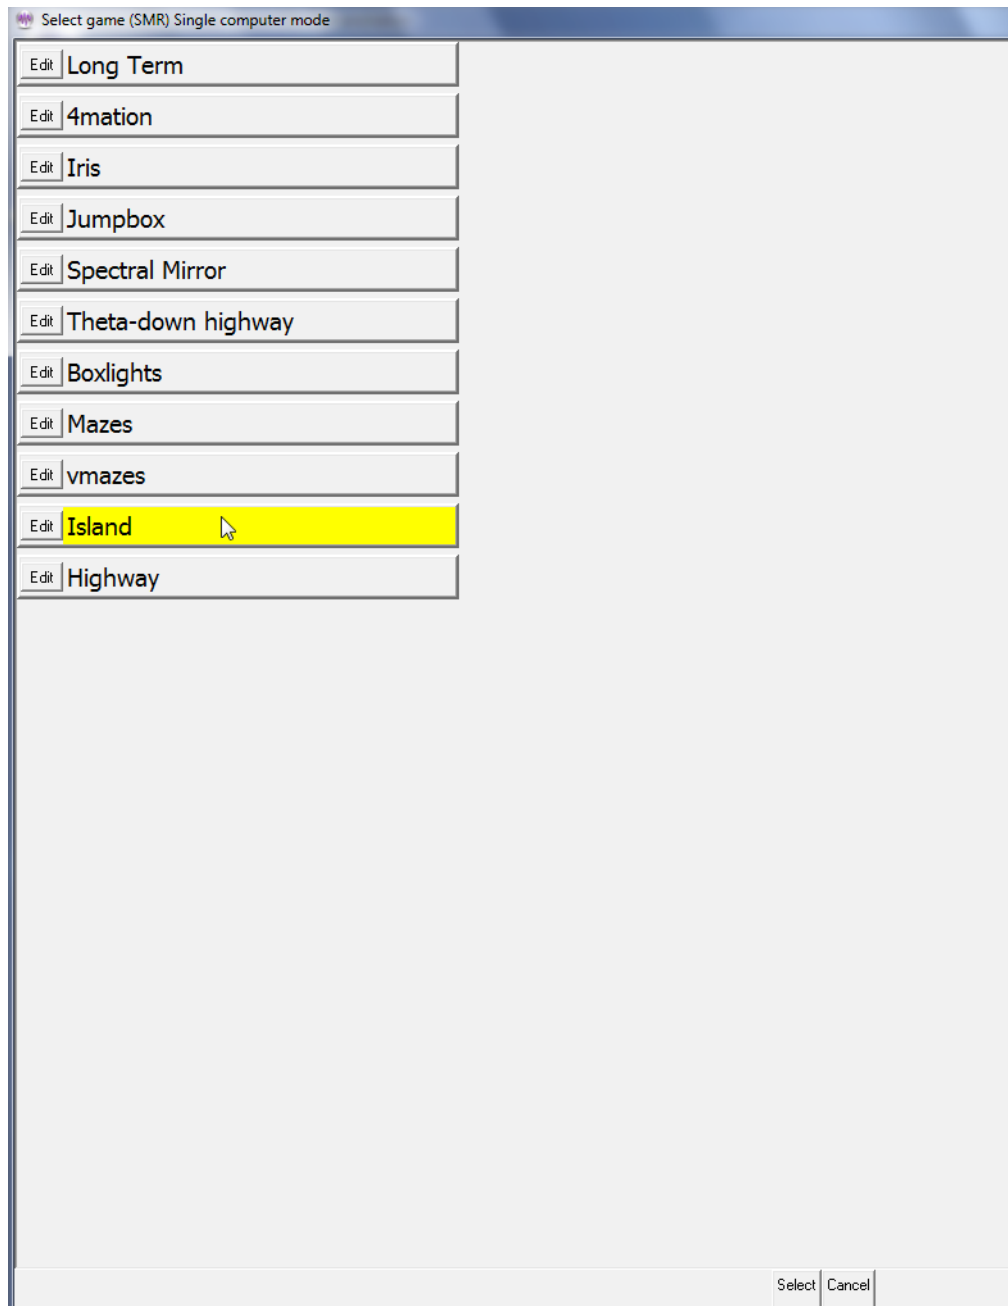 Select game (SMR) Single computer mode
Edit Long Term
Edit 4mation
Edit Iris
Edit Jumpbox
Edit Spectral Mirror
Edit Theta-down highway
Edit Boxlights
Edit Mazes
Edit vmazes
Edit Island
Edit Highway
Select Cancel